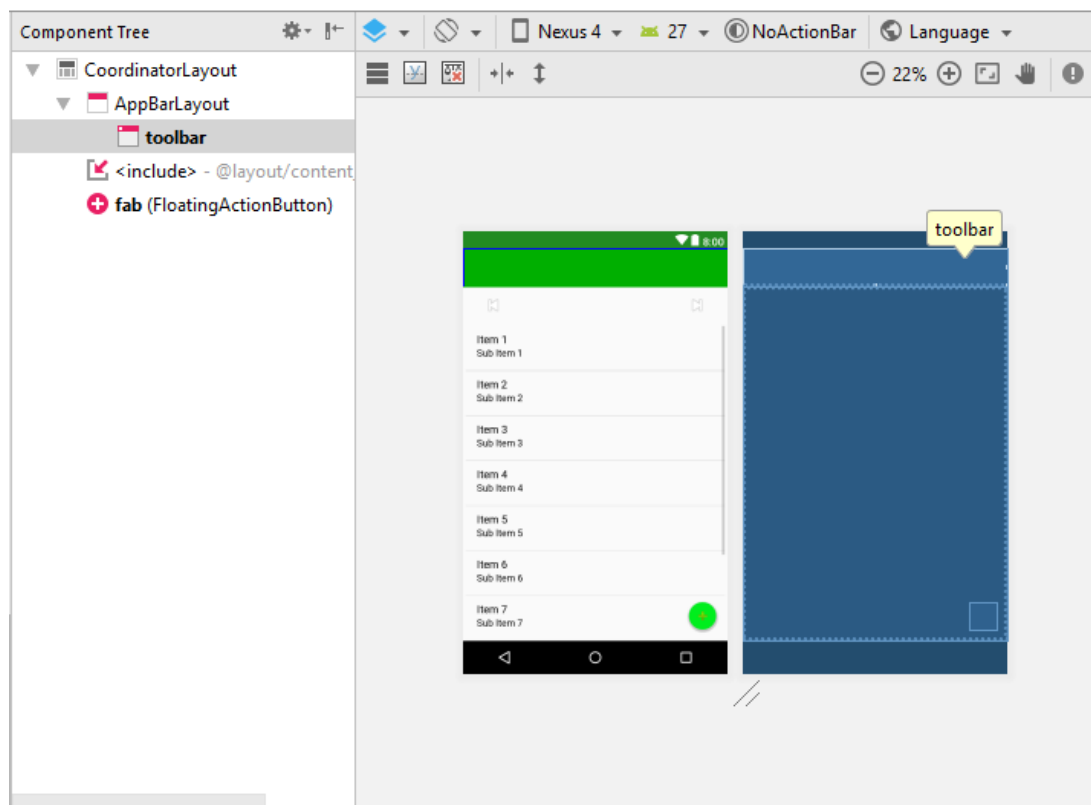 Component Tree
Nexus 4 27 NoActionBar Language
CoordinatorLayout
AppBarLayout
22%
toolbar
<include> - @layout/content_
fab (FloatingActionButton)
toolbar
8:00
Item 1
Sub Item 1
Item 2
Sub Item 2
Item 3
Sub Item 3
Item 4
Sub Item 4
Item 5
Sub Item 5
Item 6
Sub Item 6
Item 7
Sub Item 7